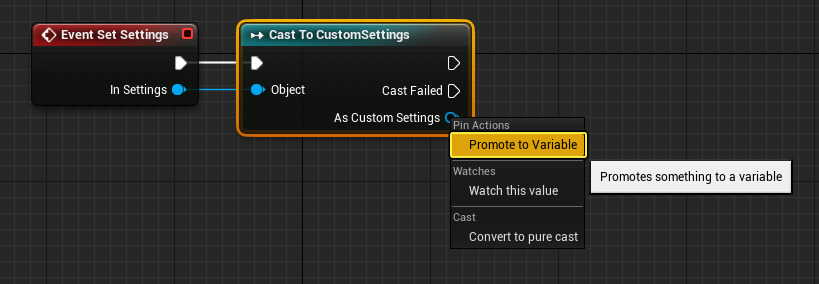 Event Set Settings
Cast To CustomSettings
In Settings
Object
Cast Failed
As Custom Settings
Pin Actions
Promote to Variable
Promotes something to a variable
Watches
Watch this value
Cast
Convert to pure cast